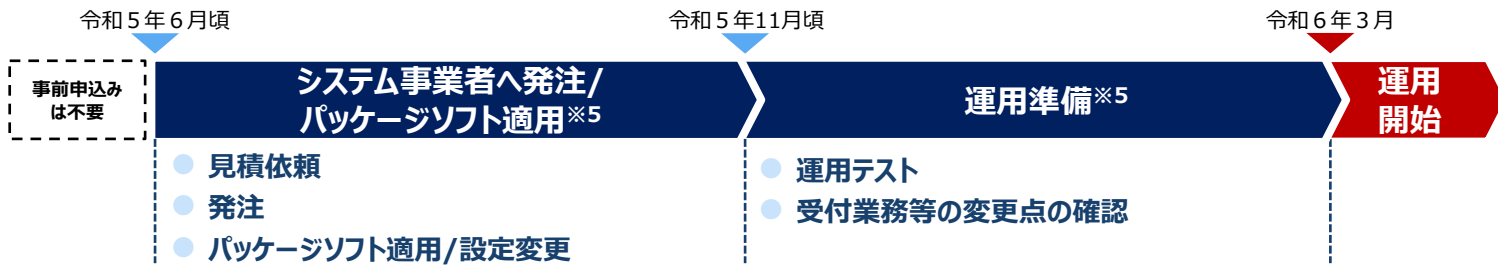 令和５年６月頃
令和５年11月頃
令和６年３月
事前申込み
は不要
システム事業者へ発注/
パッケージソフト適用※5
運用準備※5
運用
開始
見積依頼
発注
パッケージソフト適用/設定変更
運用テスト
受付業務等の変更点の確認